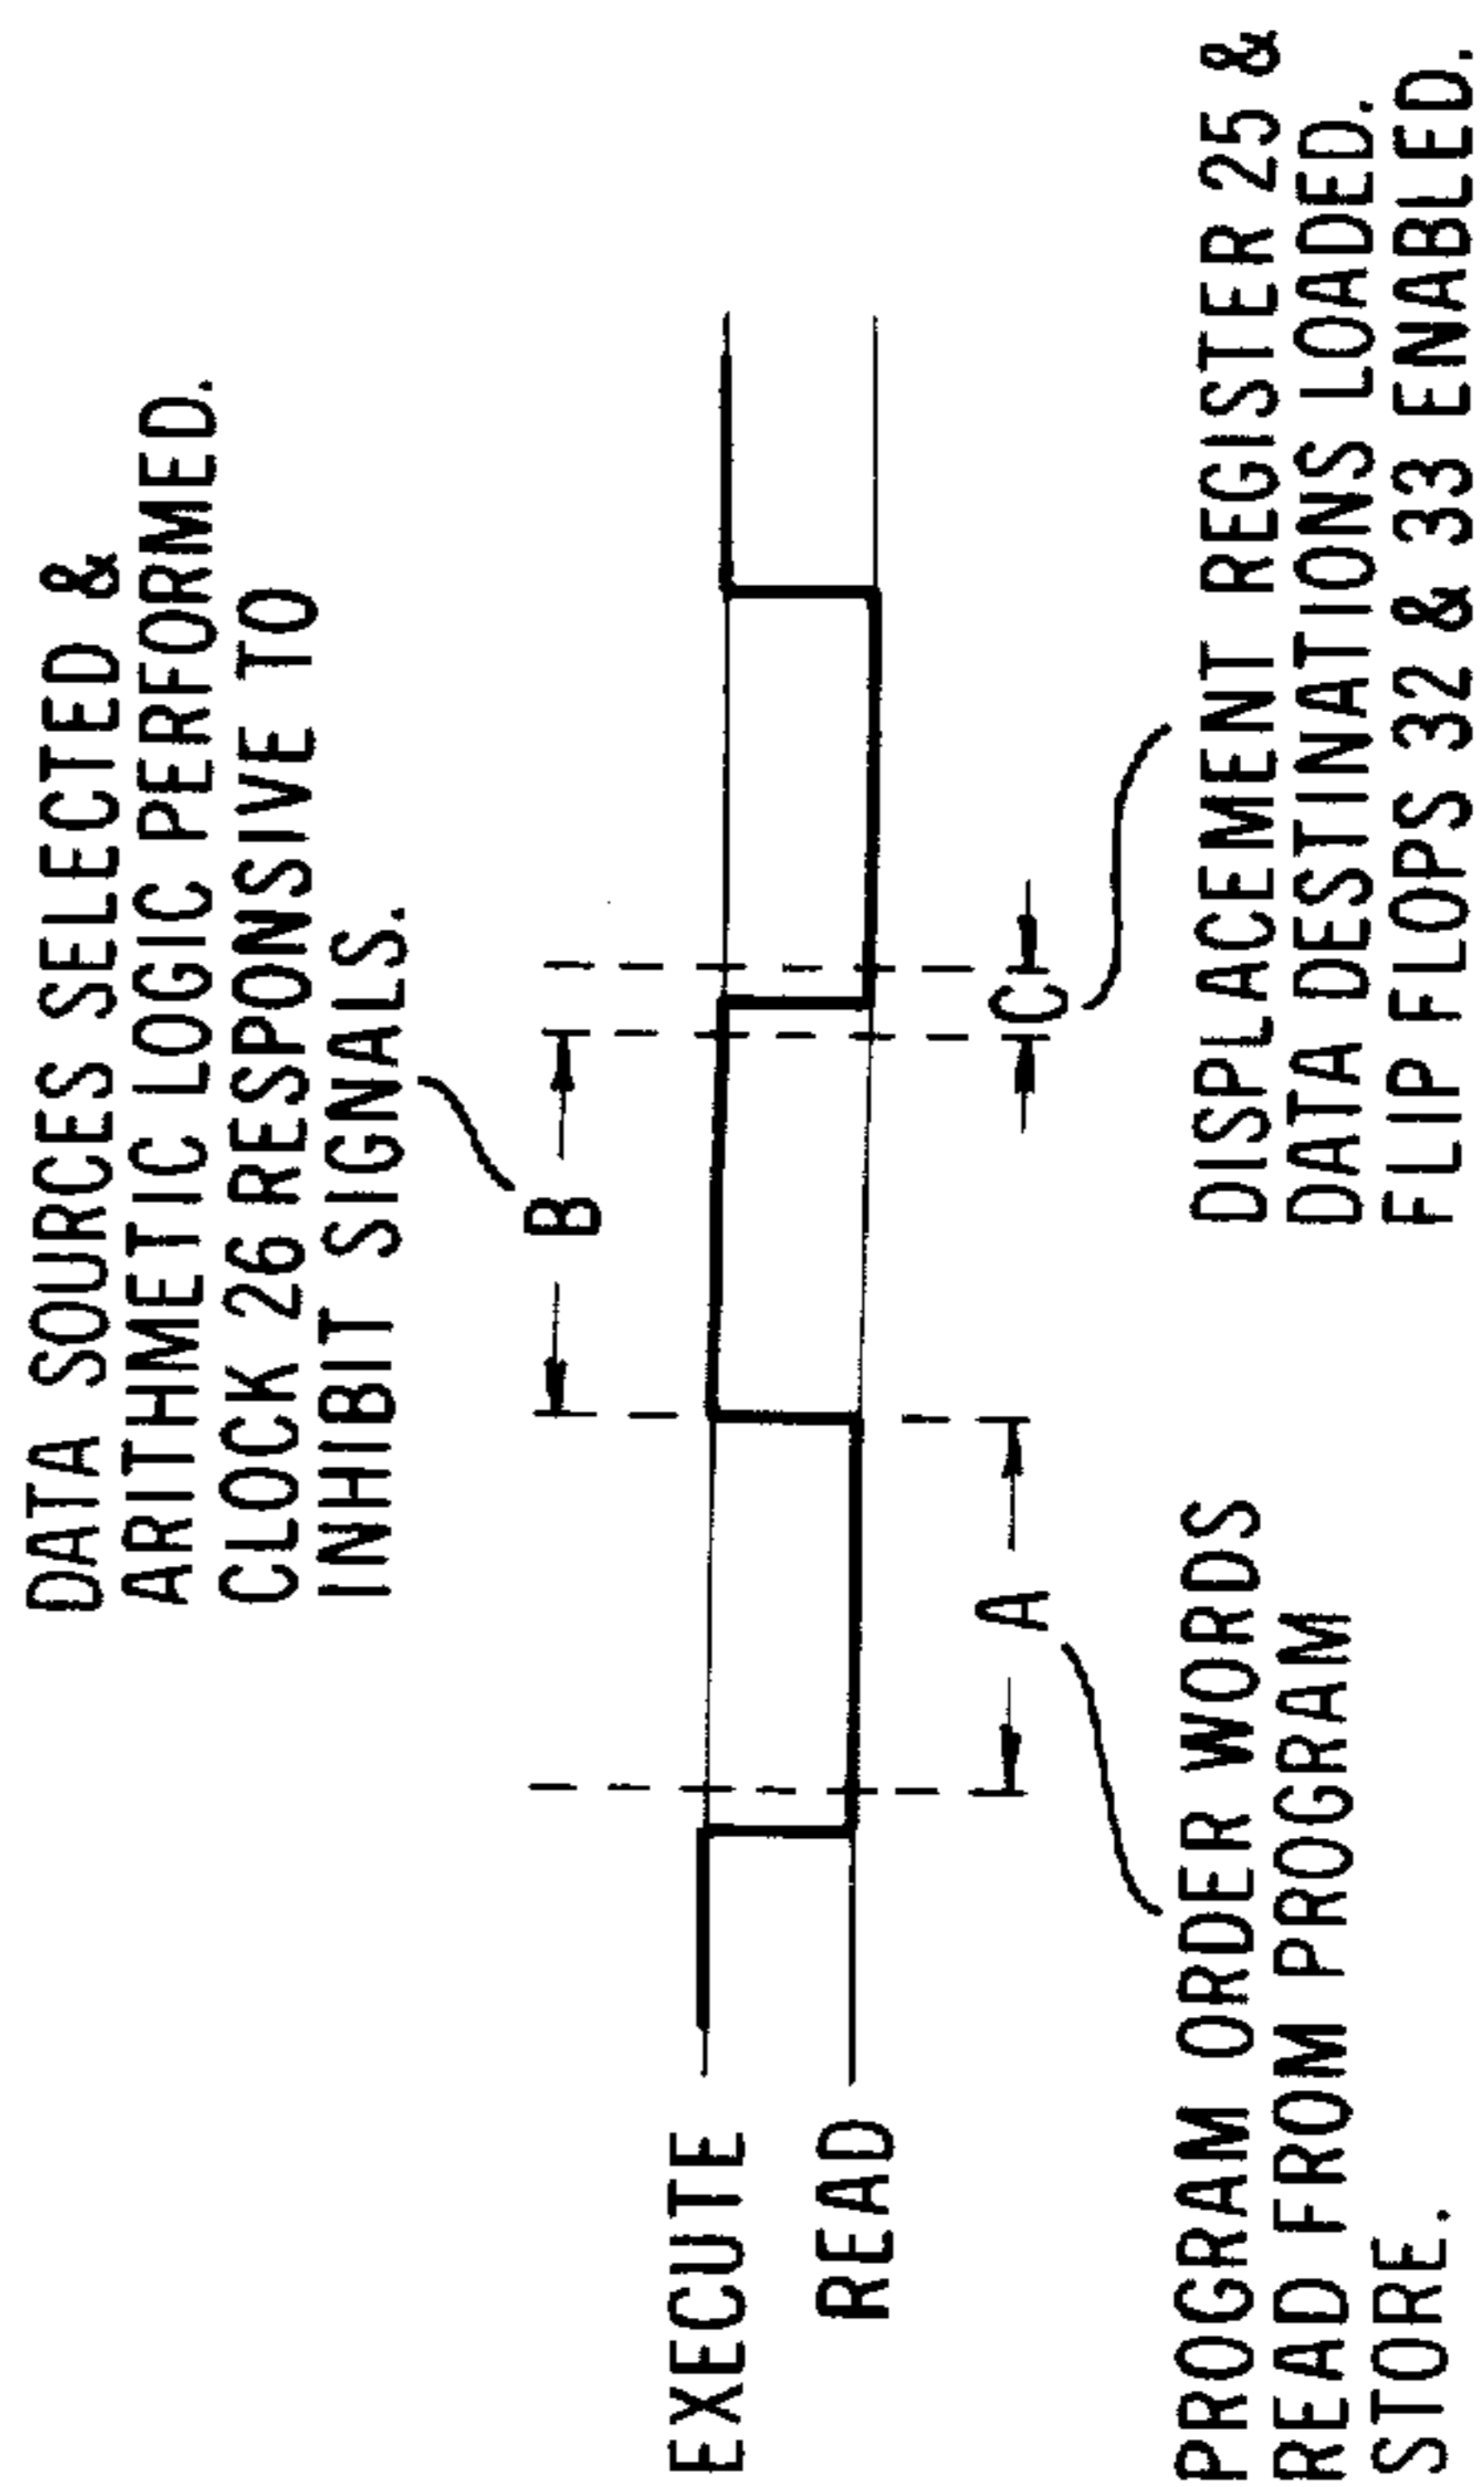 DATA SOURCES SELECTED &
ARITHMETIC LOGIC PERFORMED.
CLOCK 26 RESPONSIVE TO
INHIBIT SIGNALS.
B
EXECUTE
READ
A
C
PROGRAM ORDER WORDS
READ FROM PROGRAM
STORE.
DISPLACEMENT REGISTER 25 &
DATA DESTINATIONS LOADED.
FLIP FLOPS 32 & 33 ENABLED.